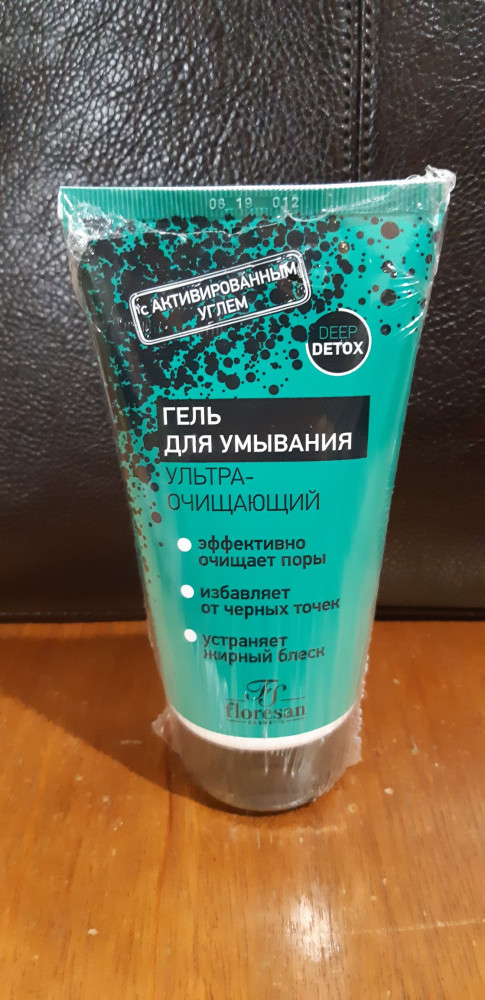 08 19 012
с АКТИВИРОВАННЫМ
УГЛЕМ
DEEP
DETOX
ГЕЛЬ
ДЛЯ УМЫВАНИЯ
УЛЬТРА-
ОЧИЩАЮЩИЙ
эффективно
очищает поры
избавляет
от черных точек
устраняет
жирный блеск
floresan
COSMETIC